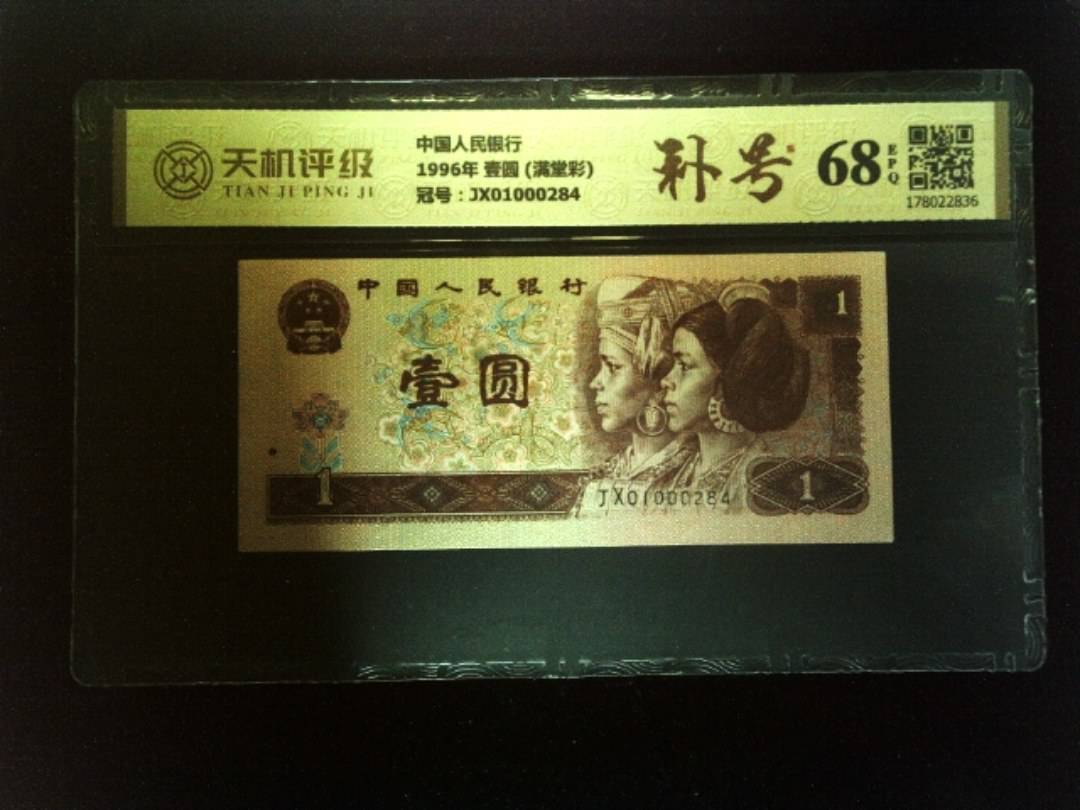 天机评级
TIAN JI PING JI
中国人民银行
1996年 壹圆 (满堂彩)
冠号：JX01000284
补号
68
EPQ
178022836
中国人民银行
1
壹圆
1
JX01000284
1